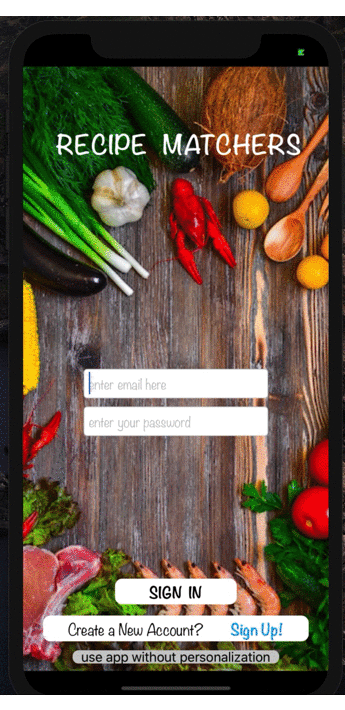 RECIPE MATCHERS
enter email here
enter your password
SIGN IN
Create a New Account? Sign Up!
use app without personalization